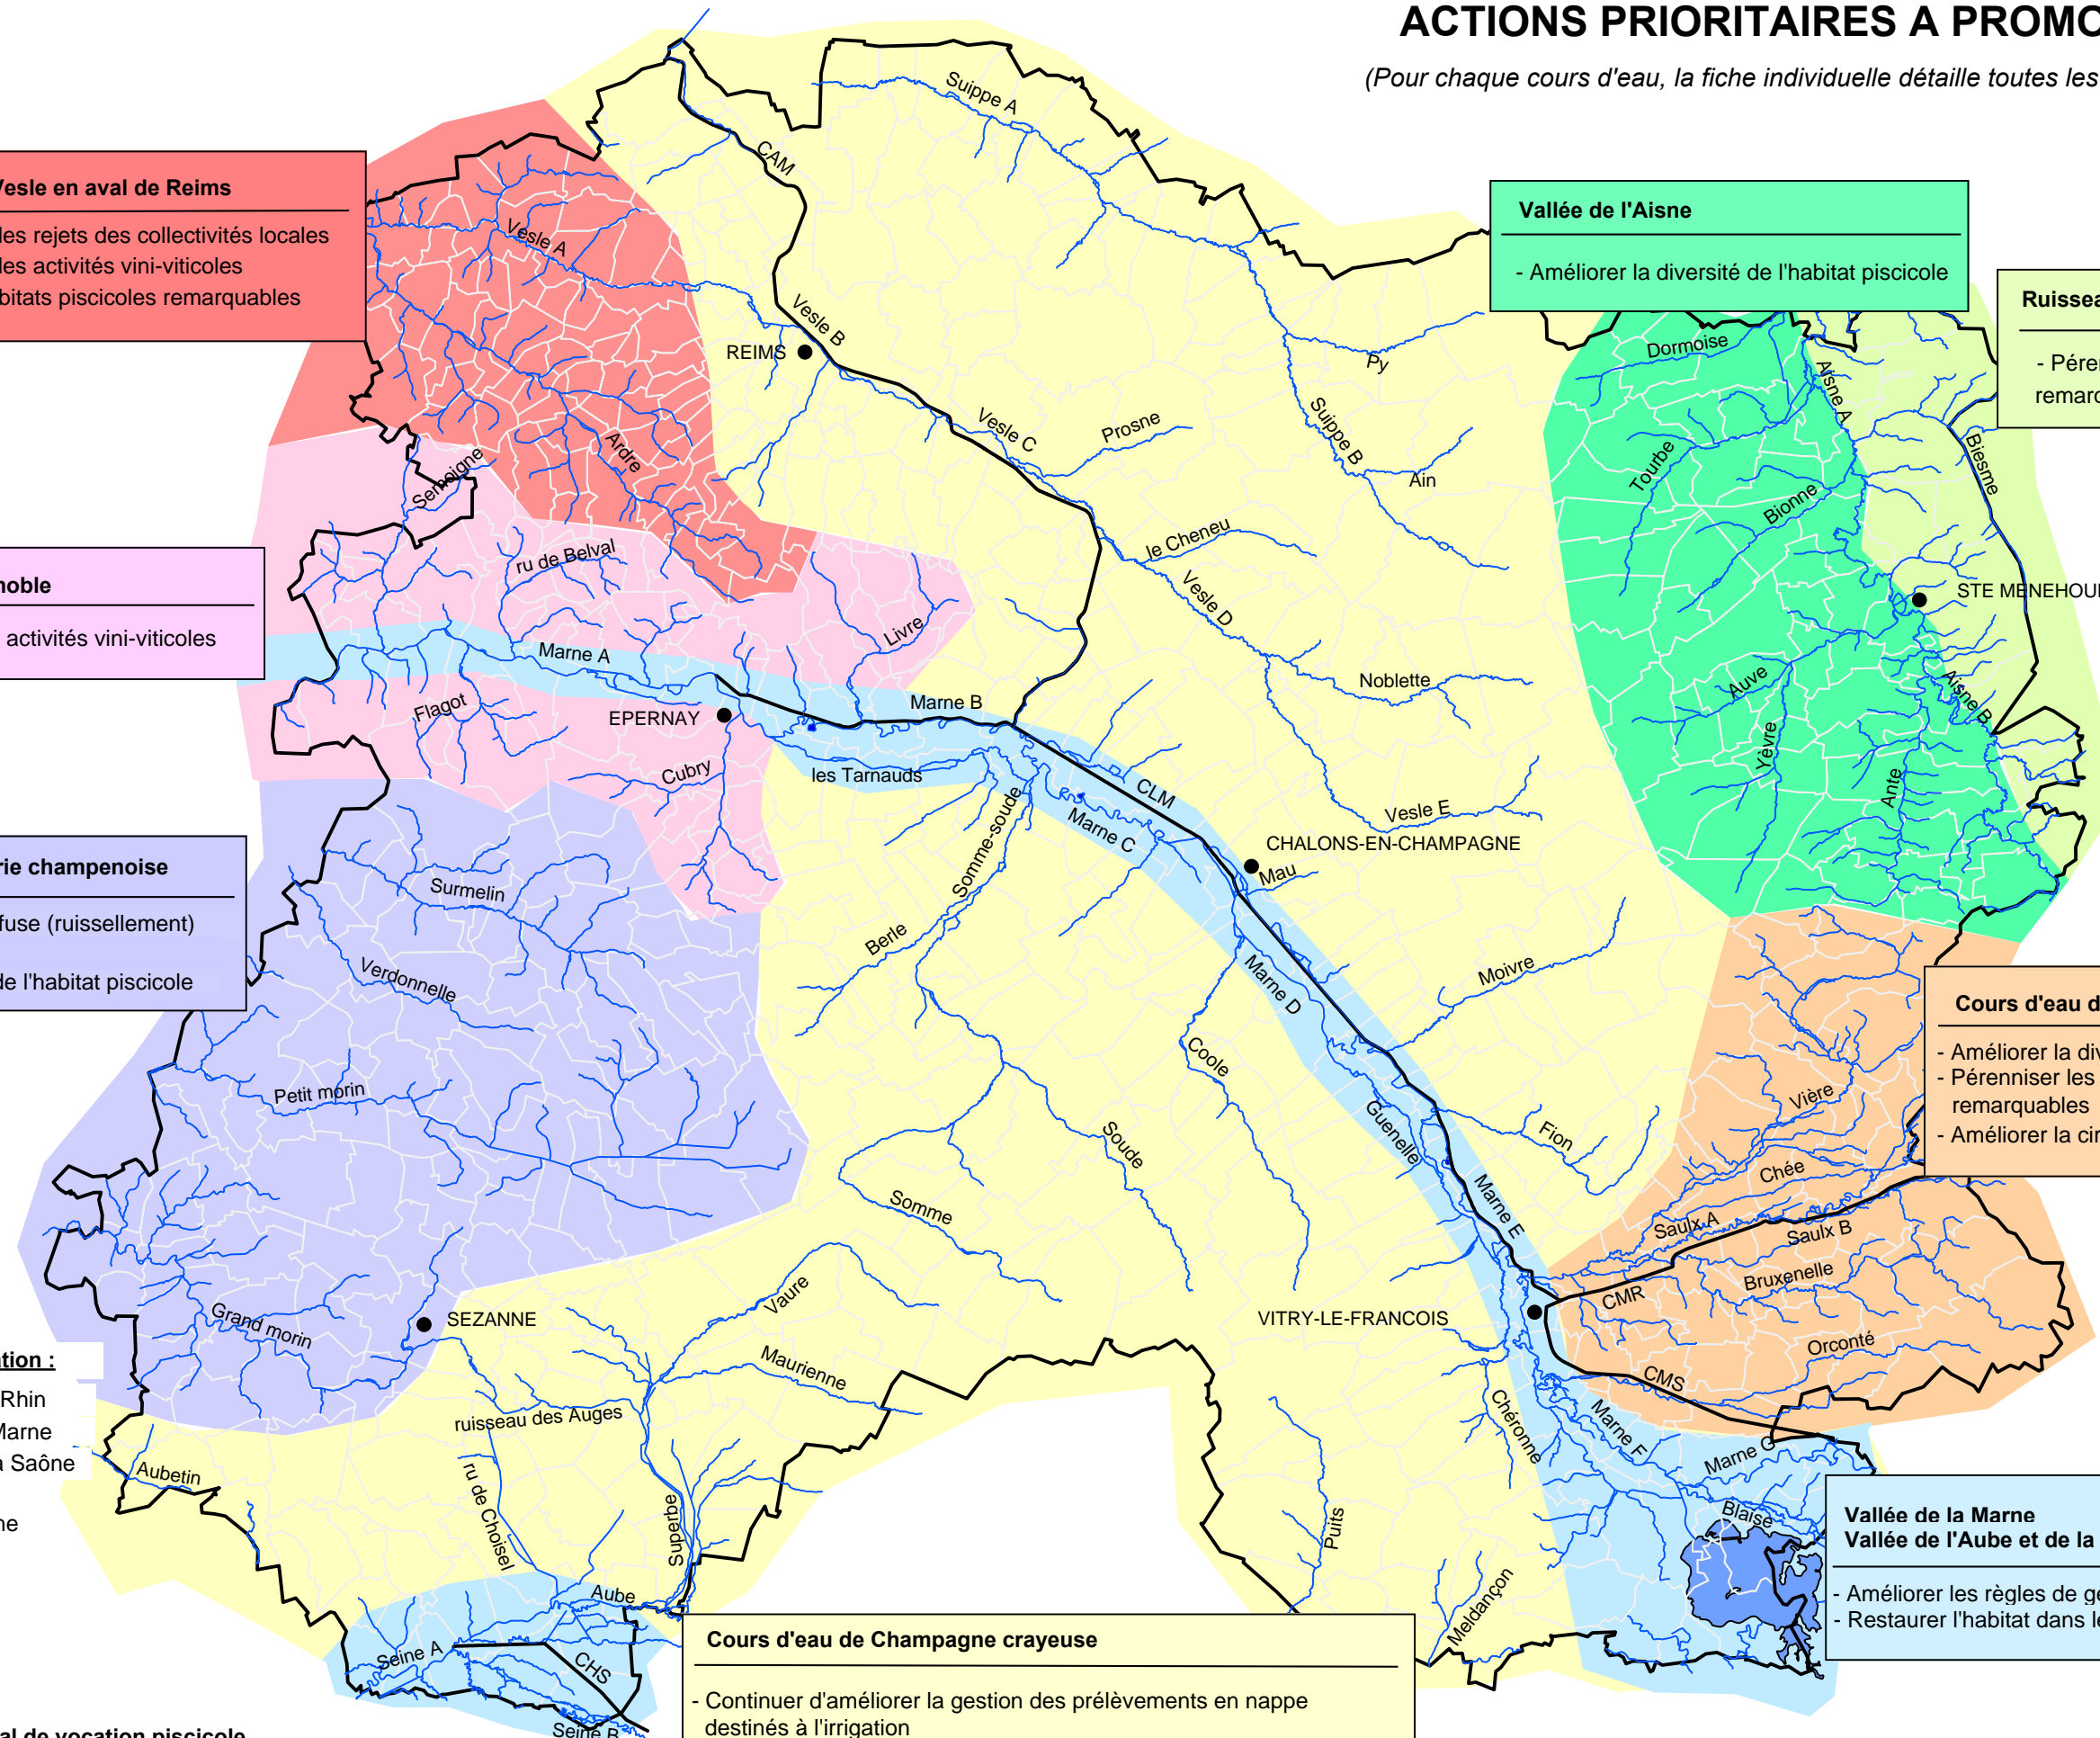 ACTIONS PRIORITAIRES A PROMO
(Pour chaque cours d'eau, la fiche individuelle détaille toutes les
Vesle en aval de Reims
des rejets des collectivités locales
des activités vini-viticoles
bitats piscicoles remarquables
Vallée de l'Aisne
- Améliorer la diversité de l'habitat piscicole
Ruissea
- Péren
remarq
noble
activités vini-viticoles
rie champenoise
fuse (ruissellement)
de l'habitat piscicole
Cours d'eau d
- Améliorer la div
- Pérenniser les
remarquables
- Améliorer la cir
Vallée de la Marne
Vallée de l'Aube et de la
- Améliorer les règles de ge
- Restaurer l'habitat dans le
Cours d'eau de Champagne crayeuse
- Continuer d'améliorer la gestion des prélèvements en nappe
destinés à l'irrigation
ation :
Rhin
Marne
a Saône
ne
al de vocation piscicole
Suippe A
CAM
Vesle A
Vesle B
REIMS
Vesle C
Prosne
Py
Suippe B
Ain
Dormoise
Aisne A
Tourbe
Bionne
Biesme
Ardre
Semoigne
ru de Belval
le Cheneu
Vesle D
STE MENEHOUL
Livre
Marne A
Marne B
Noblette
Auve
Aisne B
Flagot
EPERNAY
Yèvre
Cubry
les Tarnauds
CLM
Ante
Vesle E
Somme-soude
Marne C
CHALONS-EN-CHAMPAGNE
Mau
Surmelin
Berle
Verdonnelle
Marne D
Moivre
Petit morin
Coole
Vière
Guenelle
Fion
Soude
Chée
Somme
Marne E
Saulx A
Saulx B
Vaure
Bruxenelle
CMR
Grand morin
SEZANNE
VITRY-LE-FRANCOIS
Orconté
Maurienne
CMS
ruisseau des Auges
Chéronne
Marne F
Marne G
Aubetin
ru de Choisel
Superbe
Puits
Blaise
Aube
Meldançon
Seine A
CHS
Seine B